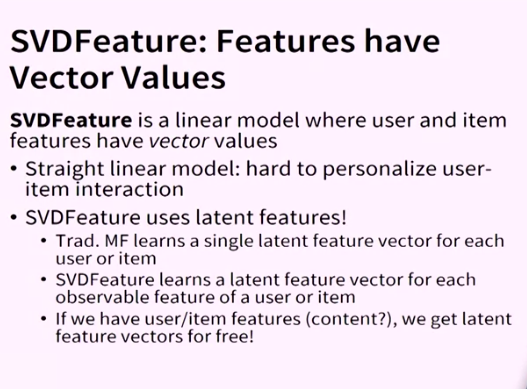 SVDFeature: Features have
Vector Values
SVDFeature is a linear model where user and item
features have vector values
• Straight linear model: hard to personalize user-
item interaction
• SVDFeature uses latent features!
• Trad. MF learns a single latent feature vector for each
user or item
• SVDFeature learns a latent feature vector for each
observable feature of a user or item
• If we have user/item features (content?), we get latent
feature vectors for free!